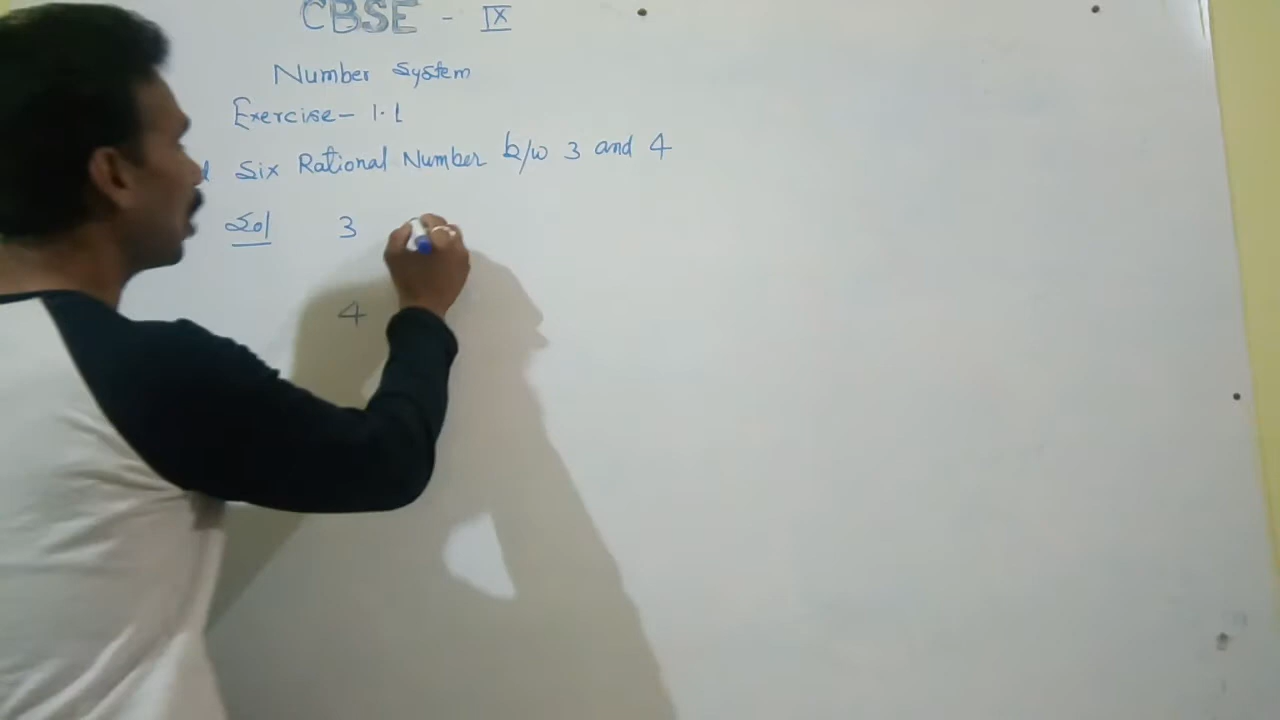 CBSE - IX
Number System
Exercise - 1.1
Six Rational Number b/w 3 and 4
Sol 3
4